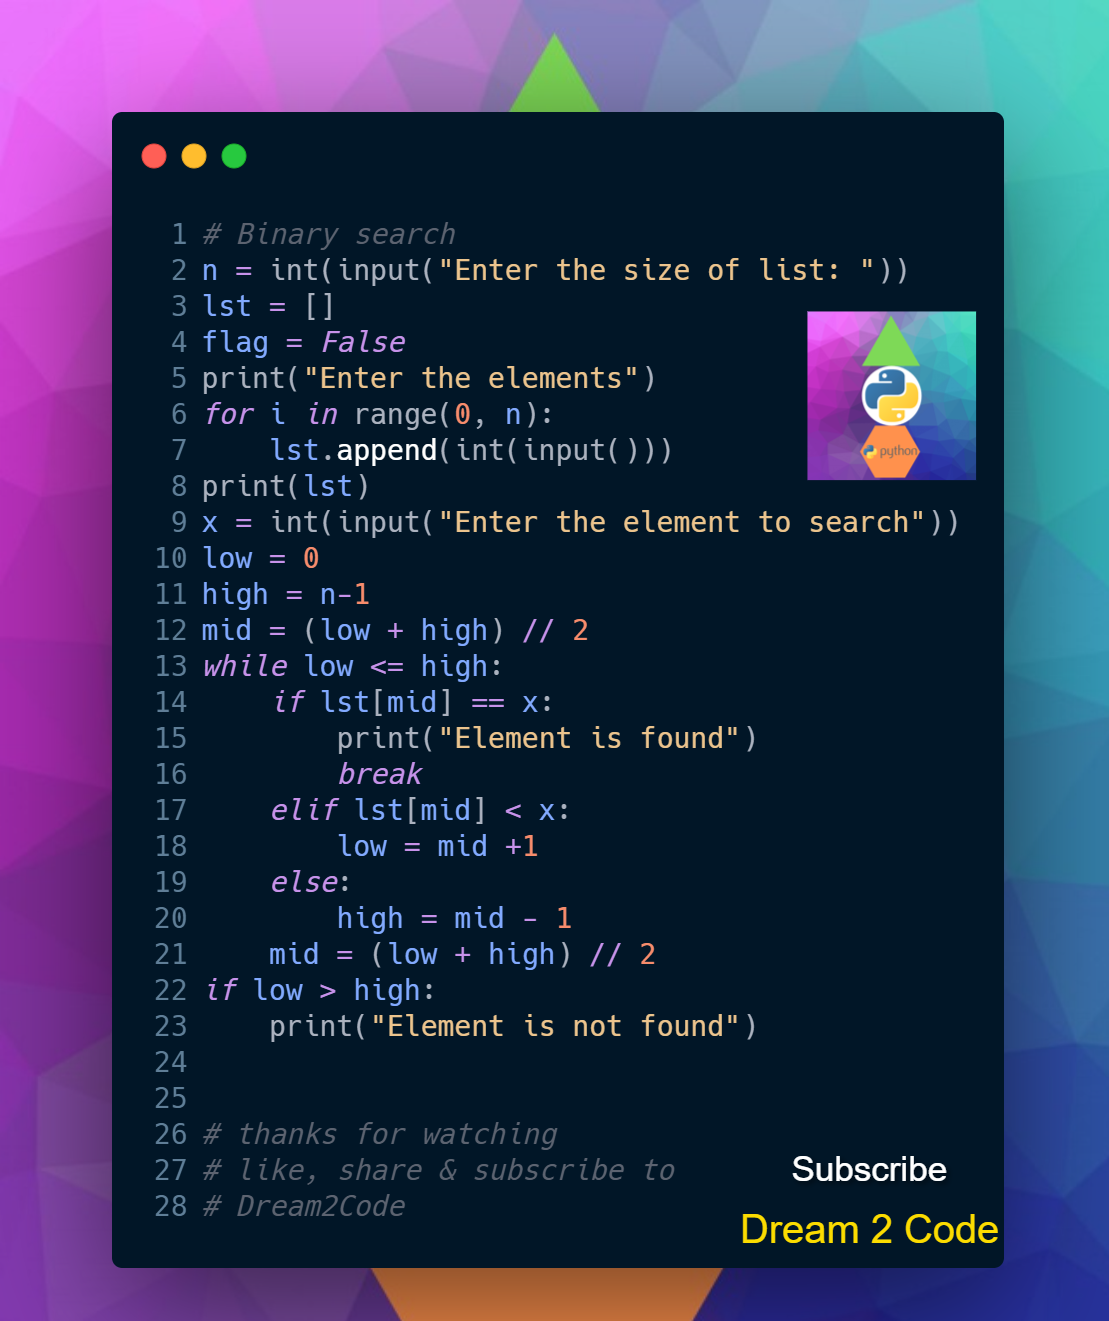 1 # Binary search
2 n = int(input("Enter the size of list: "))
3 lst = []
4 flag = False
5 print("Enter the elements")
6 for i in range(0, n):
7     lst.append(int(input()))
8 print(lst)
9 x = int(input("Enter the element to search"))
10 low = 0
11 high = n-1
12 mid = (low + high) // 2
13 while low <= high:
14     if lst[mid] == x:
15         print("Element is found")
16         break
17     elif lst[mid] < x:
18         low = mid +1
19     else:
20         high = mid - 1
21     mid = (low + high) // 2
22 if low > high:
23     print("Element is not found")
24
25
26 # thanks for watching
27 # like, share & subscribe to
28 # Dream2Code
python
Subscribe
Dream 2 Code